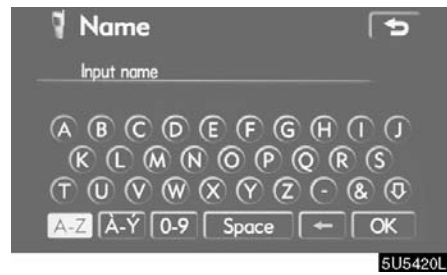 Name
Input name
A B C D E F G H I J
K L M N O P Q R S
T U V W X Y Z - &
A-Z À-Ý 0-9 Space ← OK
5U5420L